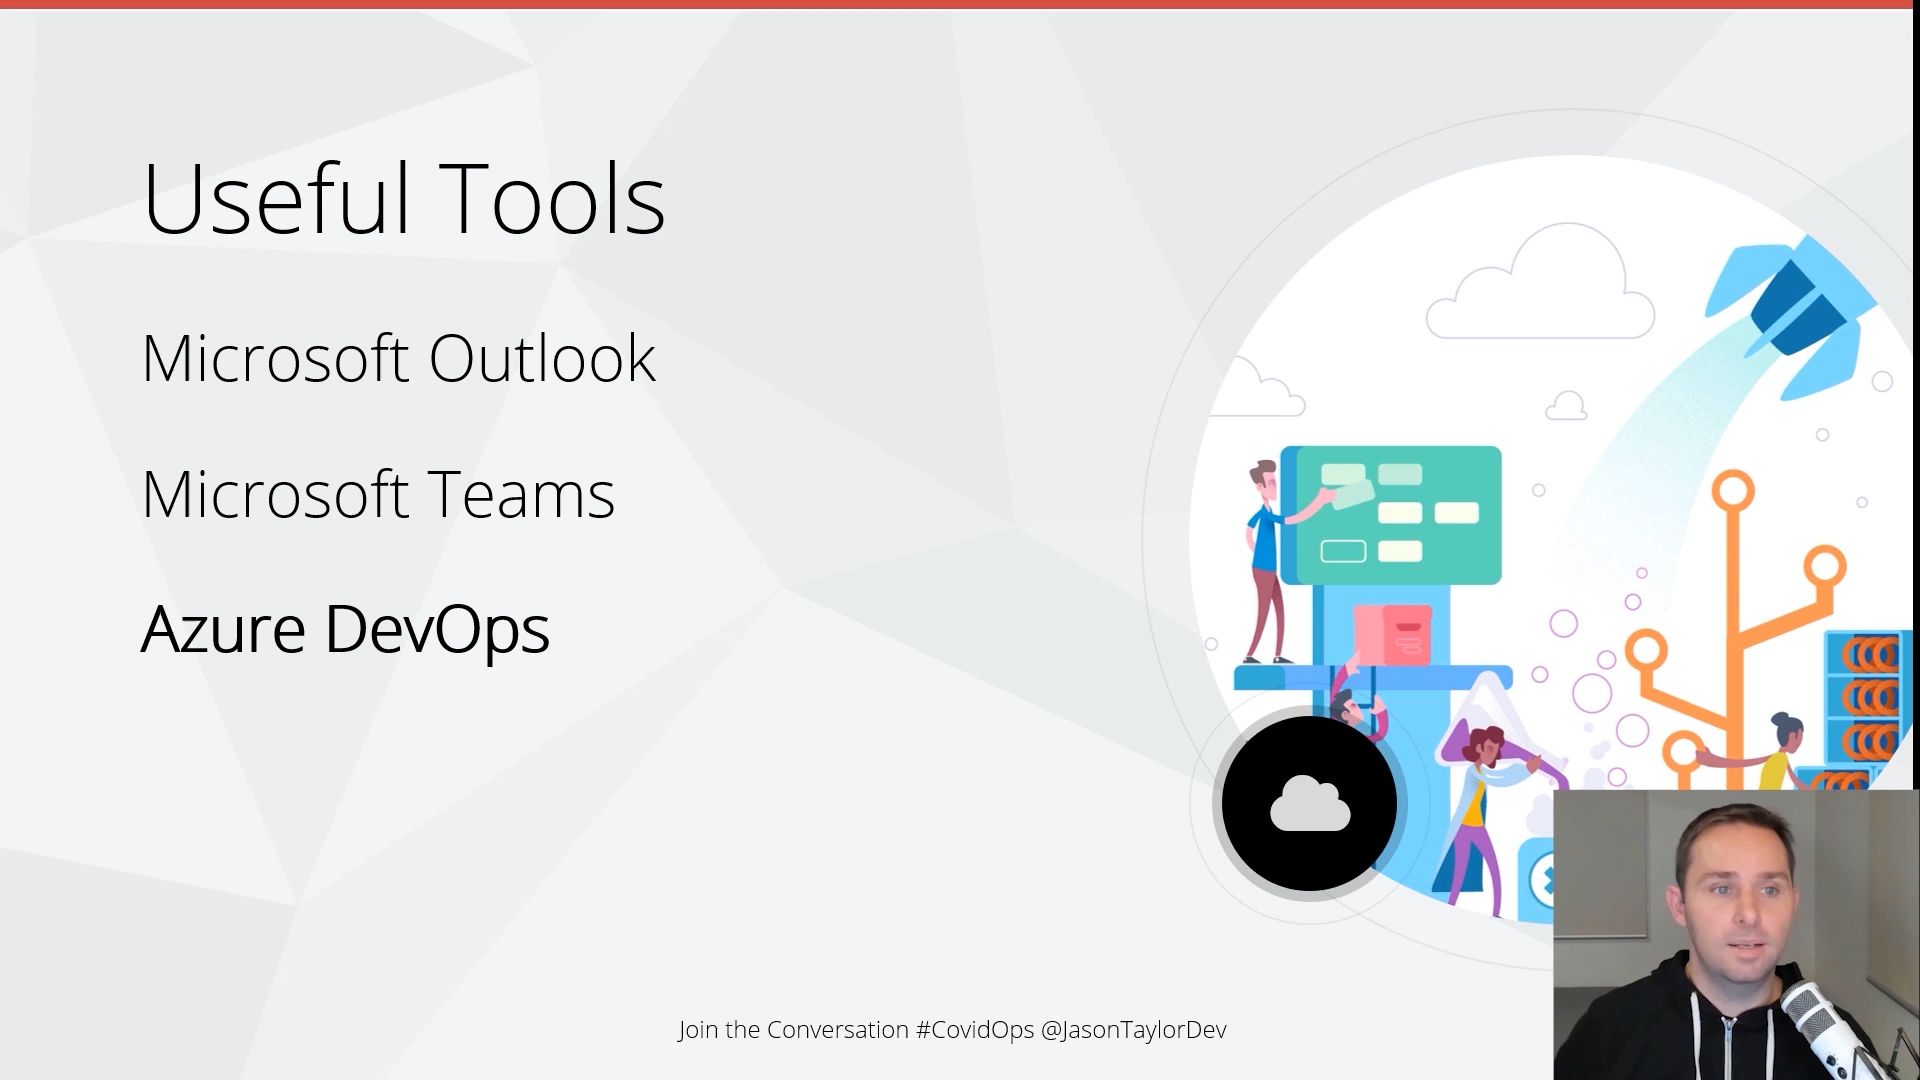 Useful Tools
Microsoft Outlook
Microsoft Teams
Azure DevOps
Join the Conversation #CovidOps @JasonTaylorDev